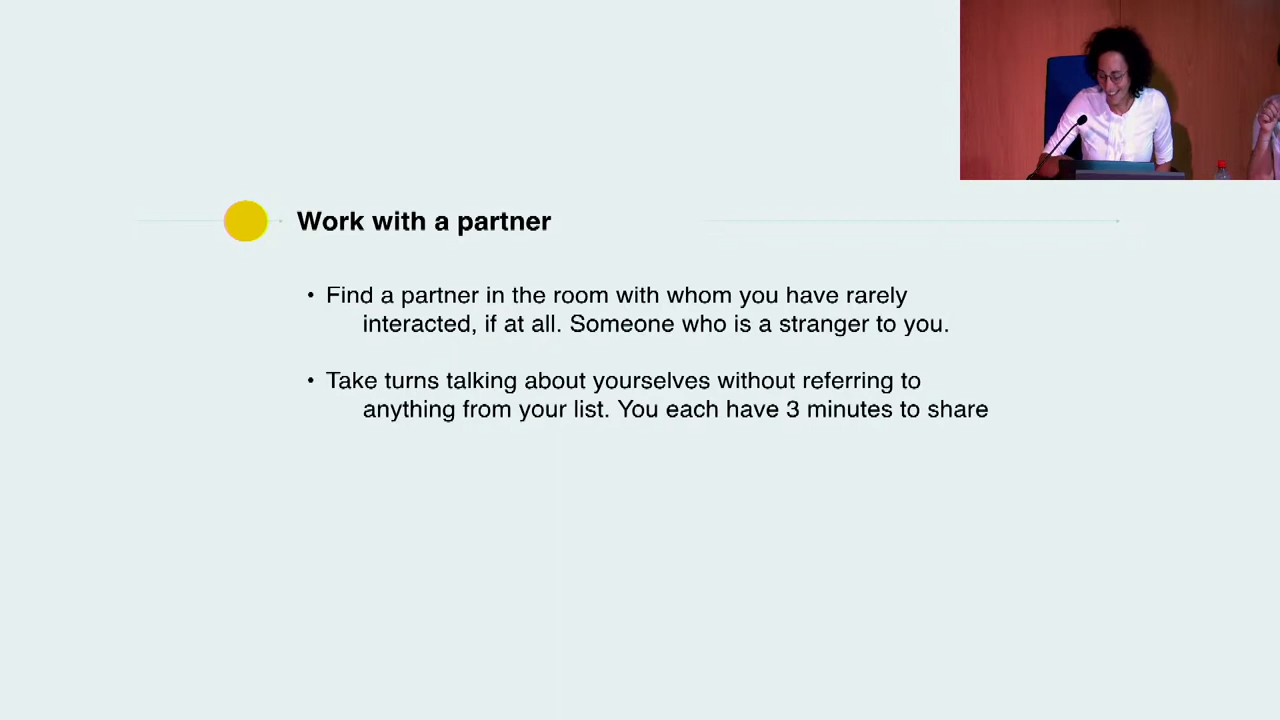 Work with a partner
• Find a partner in the room with whom you have rarely
interacted, if at all. Someone who is a stranger to you.
• Take turns talking about yourselves without referring to
anything from your list. You each have 3 minutes to share